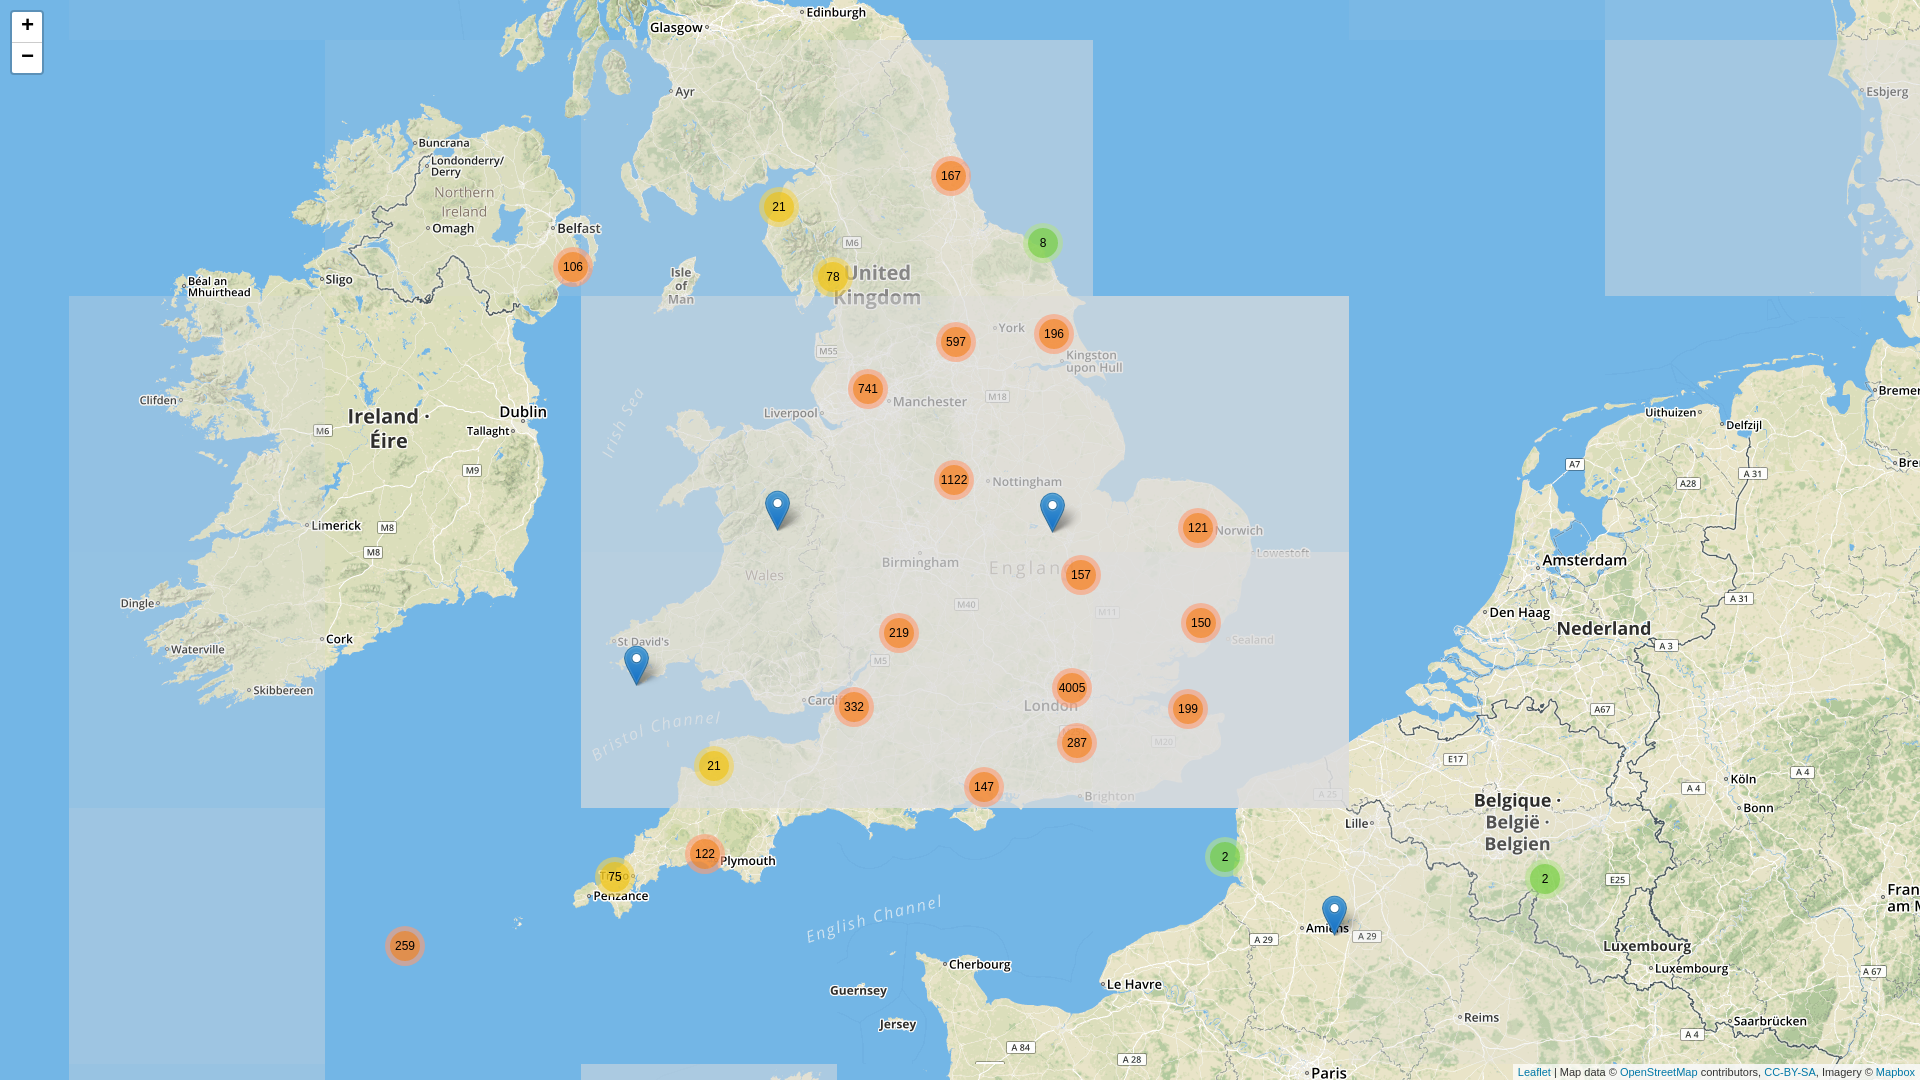 +
−
Edinburgh
Glasgow
Ayr
Esbjerg
Buncrana
Londonderry/
Derry
Northern
Ireland
Omagh
Belfast
167
21
8
M6
106
78
United
Kingdom
Isle
of
Man
Sligo
Béal an
Mhuirthead
York
196
597
Kingston
upon Hull
M55
741
Manchester
M18
Liverpool
Irish Sea
Clifden
Ireland ·
Éire
Dublin
Tallaght
M6
M9
Uithuizen
Delfzijl
A7
A 31
A28
1122
Nottingham
121
Norwich
Lowestoft
Limerick
M8
M8
Birmingham
Wales
157
M40
M11
150
Sealand
219
M5
St David's
Amsterdam
Den Haag
Nederland
A 31
A 3
Dingle
Cork
Waterville
Skibbereen
4005
London
199
332
287
M20
Bristol Channel
21
147
Brighton
A 25
A67
E17
A 4
A 4
Köln
Bonn
Belgique ·
België ·
Belgien
Lille
122
Plymouth
75
Penzance
2
2
E25
259
English Channel
Amiens
A 29
A 29
Luxembourg
Luxembourg
A 67
Cherbourg
Le Havre
Guernsey
Jersey
Reims
Saarbrücken
A 4
A 84
A 28
Paris
Leaflet | Map data © OpenStreetMap contributors, CC-BY-SA, Imagery © Mapbox